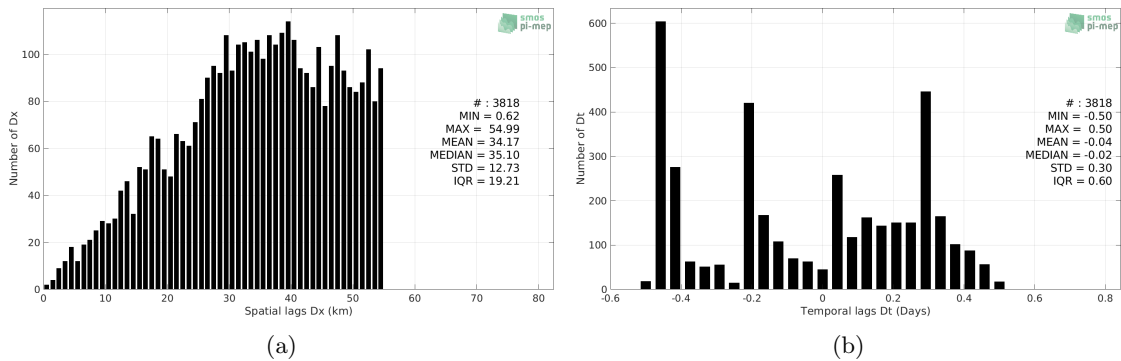 smos
pi-mep
100
80
60
40
20
0
Number of Dx
# : 3818
MIN = 0.62
MAX = 54.99
MEAN = 34.17
MEDIAN = 35.10
STD = 12.73
IQR = 19.21
0 10 20 30 40 50 60 70 80
Spatial lags Dx (km)
(a)
smos
pi-mep
600
500
400
300
200
100
0
Number of Dt
# : 3818
MIN = -0.50
MAX = 0.50
MEAN = -0.04
MEDIAN = -0.02
STD = 0.30
IQR = 0.60
-0.6 -0.4 -0.2 0 0.2 0.4 0.6 0.8
Temporal lags Dt (Days)
(b)